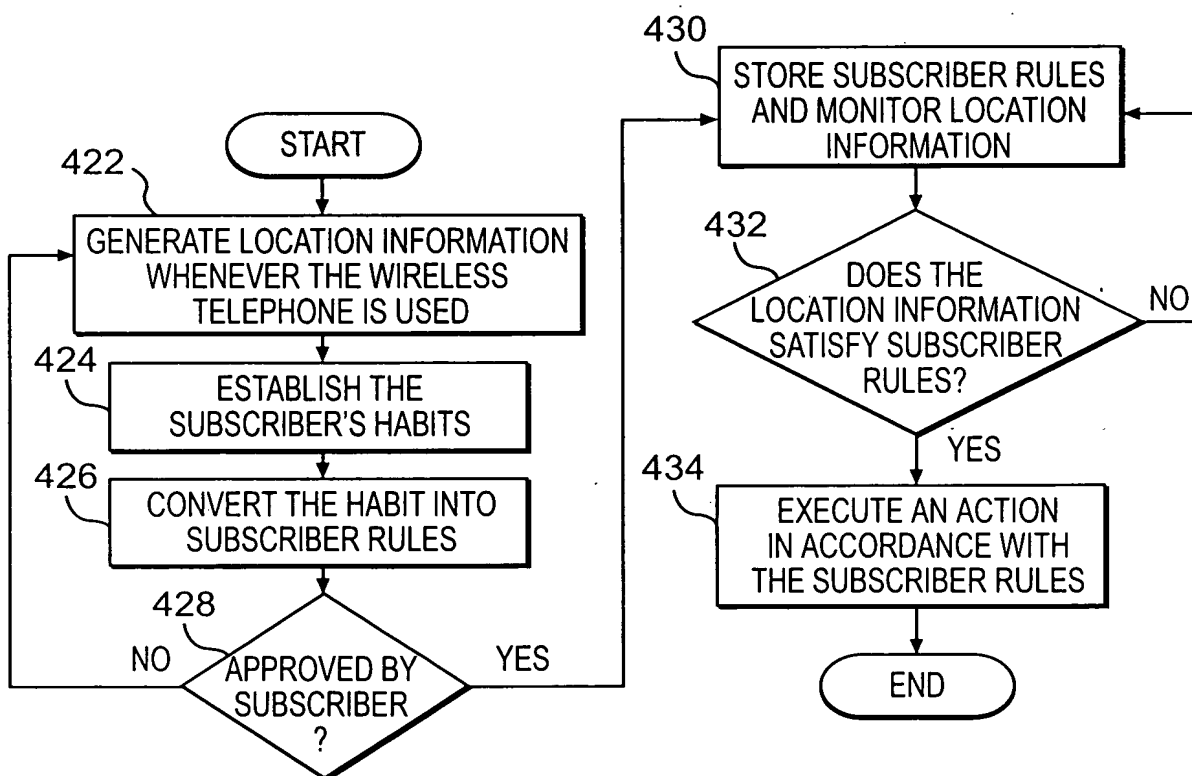 START
422
GENERATE LOCATION INFORMATION
WHENEVER THE WIRELESS
TELEPHONE IS USED
424
ESTABLISH THE
SUBSCRIBER'S HABITS
426
CONVERT THE HABIT INTO
SUBSCRIBER RULES
428
NO
APPROVED BY
SUBSCRIBER
?
YES
430
STORE SUBSCRIBER RULES
AND MONITOR LOCATION
INFORMATION
432
DOES THE
LOCATION INFORMATION
SATISFY SUBSCRIBER
RULES?
NO
YES
434
EXECUTE AN ACTION
IN ACCORDANCE WITH
THE SUBSCRIBER RULES
END